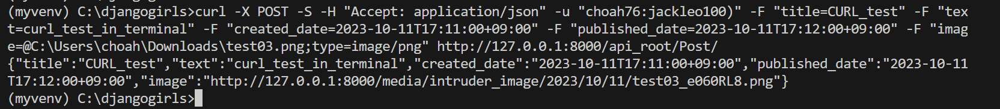 (myvenv) C:\djangogirls>curl -X POST -S -H "Accept: application/json" -u "choah76:jackleo100)" -F "title=CURL_test" -F "tex
t=curl_test_in_terminal" -F "created_date=2023-10-11T17:11:00+09:00" -F "published_date=2023-10-11T17:12:00+09:00" -F "imag
e=@C:\Users\choah\Downloads\test03.png;type=image/png" http://127.0.0.1:8000/api_root/Post/
{"title":"CURL_test","text":"curl_test_in_terminal","created_date":"2023-10-11T17:11:00+09:00","published_date":"2023-10-11
T17:12:00+09:00","image":"http://127.0.0.1:8000/media/intruder_image/2023/10/11/test03_e060RL8.png"}
(myvenv) C:\djangogirls>